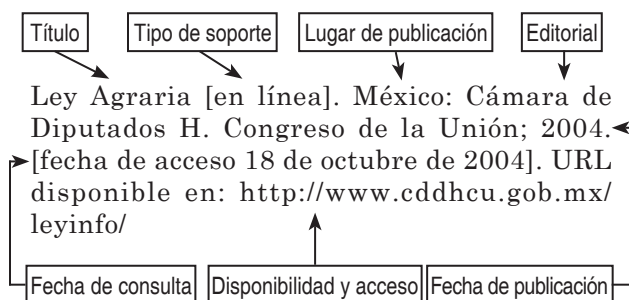 Título Tipo de soporte Lugar de publicación Editorial
Ley Agraria [en línea]. México: Cámara de
Diputados H. Congreso de la Unión; 2004.
[fecha de acceso 18 de octubre de 2004]. URL
disponible en: http://www.cddhcu.gob.mx/
leyinfo/
Fecha de consulta Disponibilidad y acceso Fecha de publicación